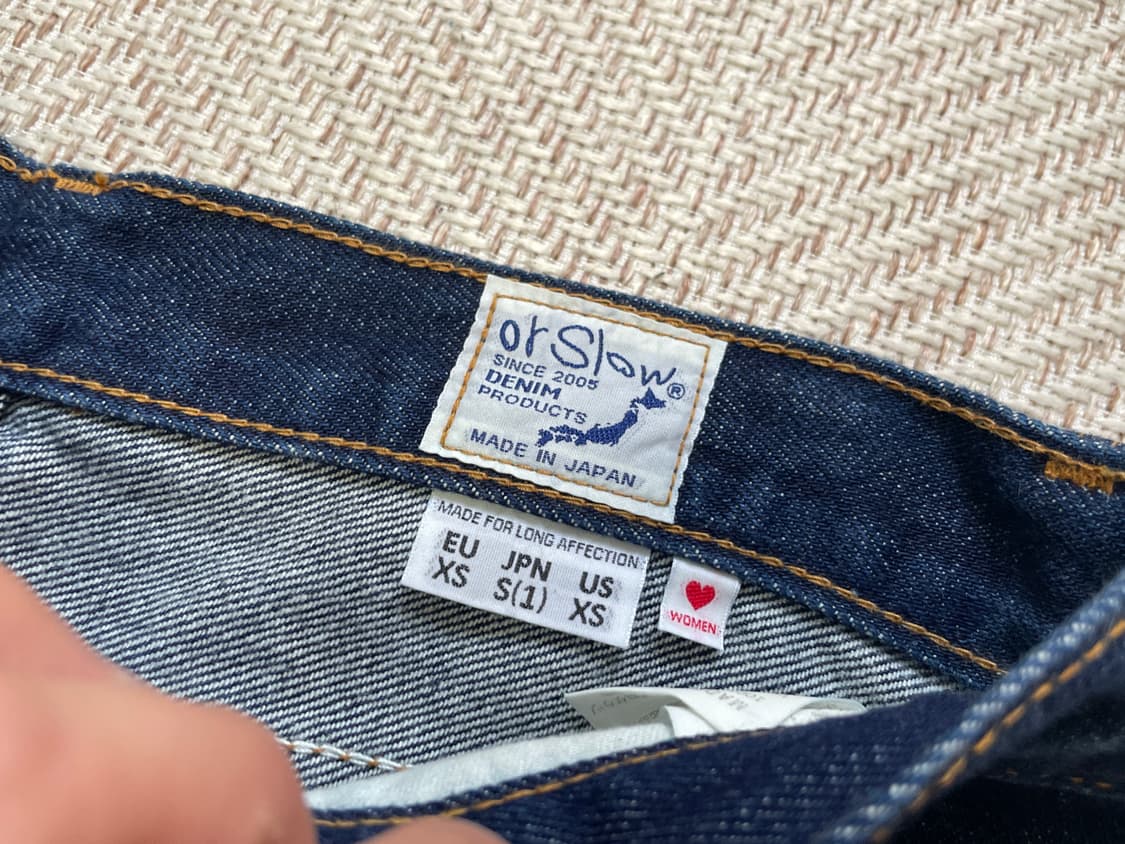 orSlow®
SINCE 2005
DENIM
PRODUCTS
MADE IN JAPAN
MADE FOR LONG AFFECTION
EU JPN US
XS S(1) XS
WOMEN